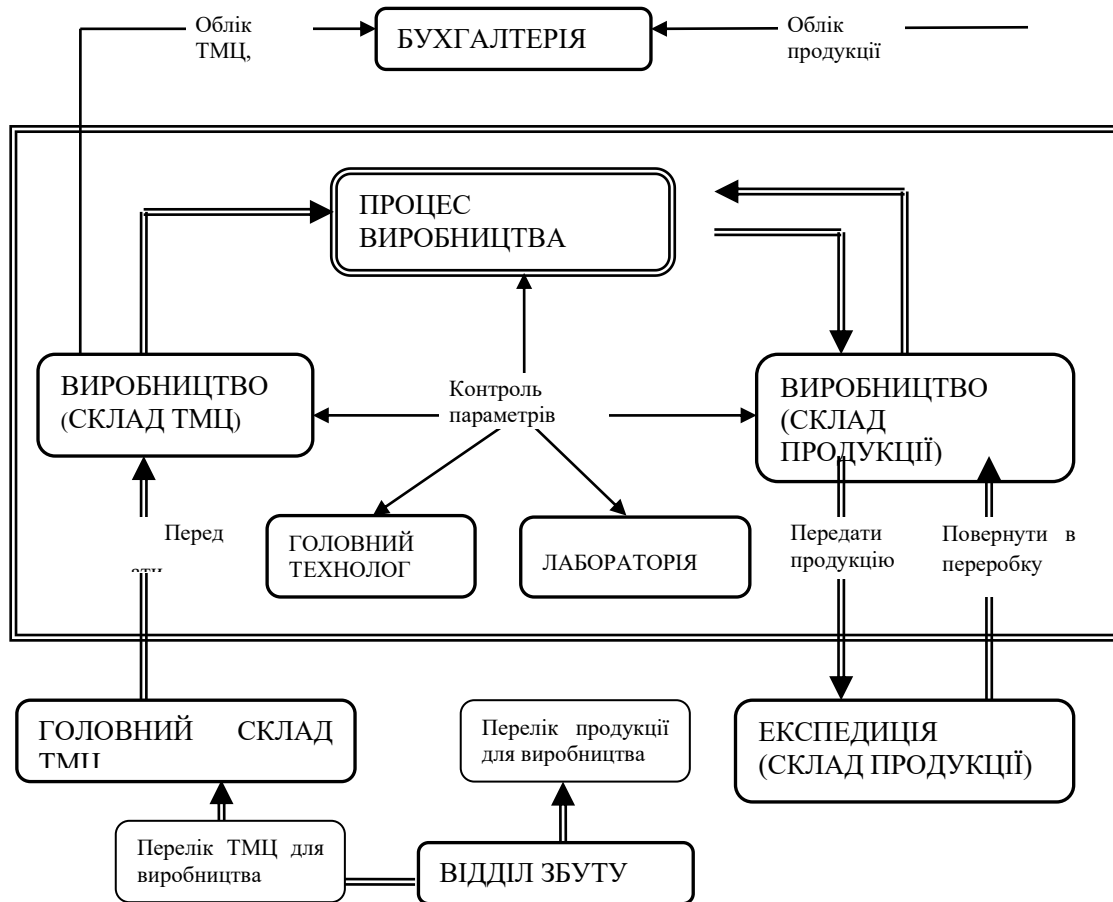 Облік
ТМЦ,
БУХГАЛТЕРІЯ
Облік
продукції
ПРОЦЕС
ВИРОБНИЦТВА
ВИРОБНИЦТВО
(СКЛАД ТМЦ)
Контроль
параметрів
ВИРОБНИЦТВО
(СКЛАД
ПРОДУКЦІЇ)
Перед
ати
ГОЛОВНИЙ
ТЕХНОЛОГ
ЛАБОРАТОРІЯ
Передати
продукцію
Повернути в
переробку
ГОЛОВНИЙ СКЛАД
ТМЦ
Перелік продукції
для виробництва
ЕКСПЕДИЦІЯ
(СКЛАД ПРОДУКЦІЇ)
Перелік ТМЦ для
виробництва
ВІДДІЛ ЗБУТУ